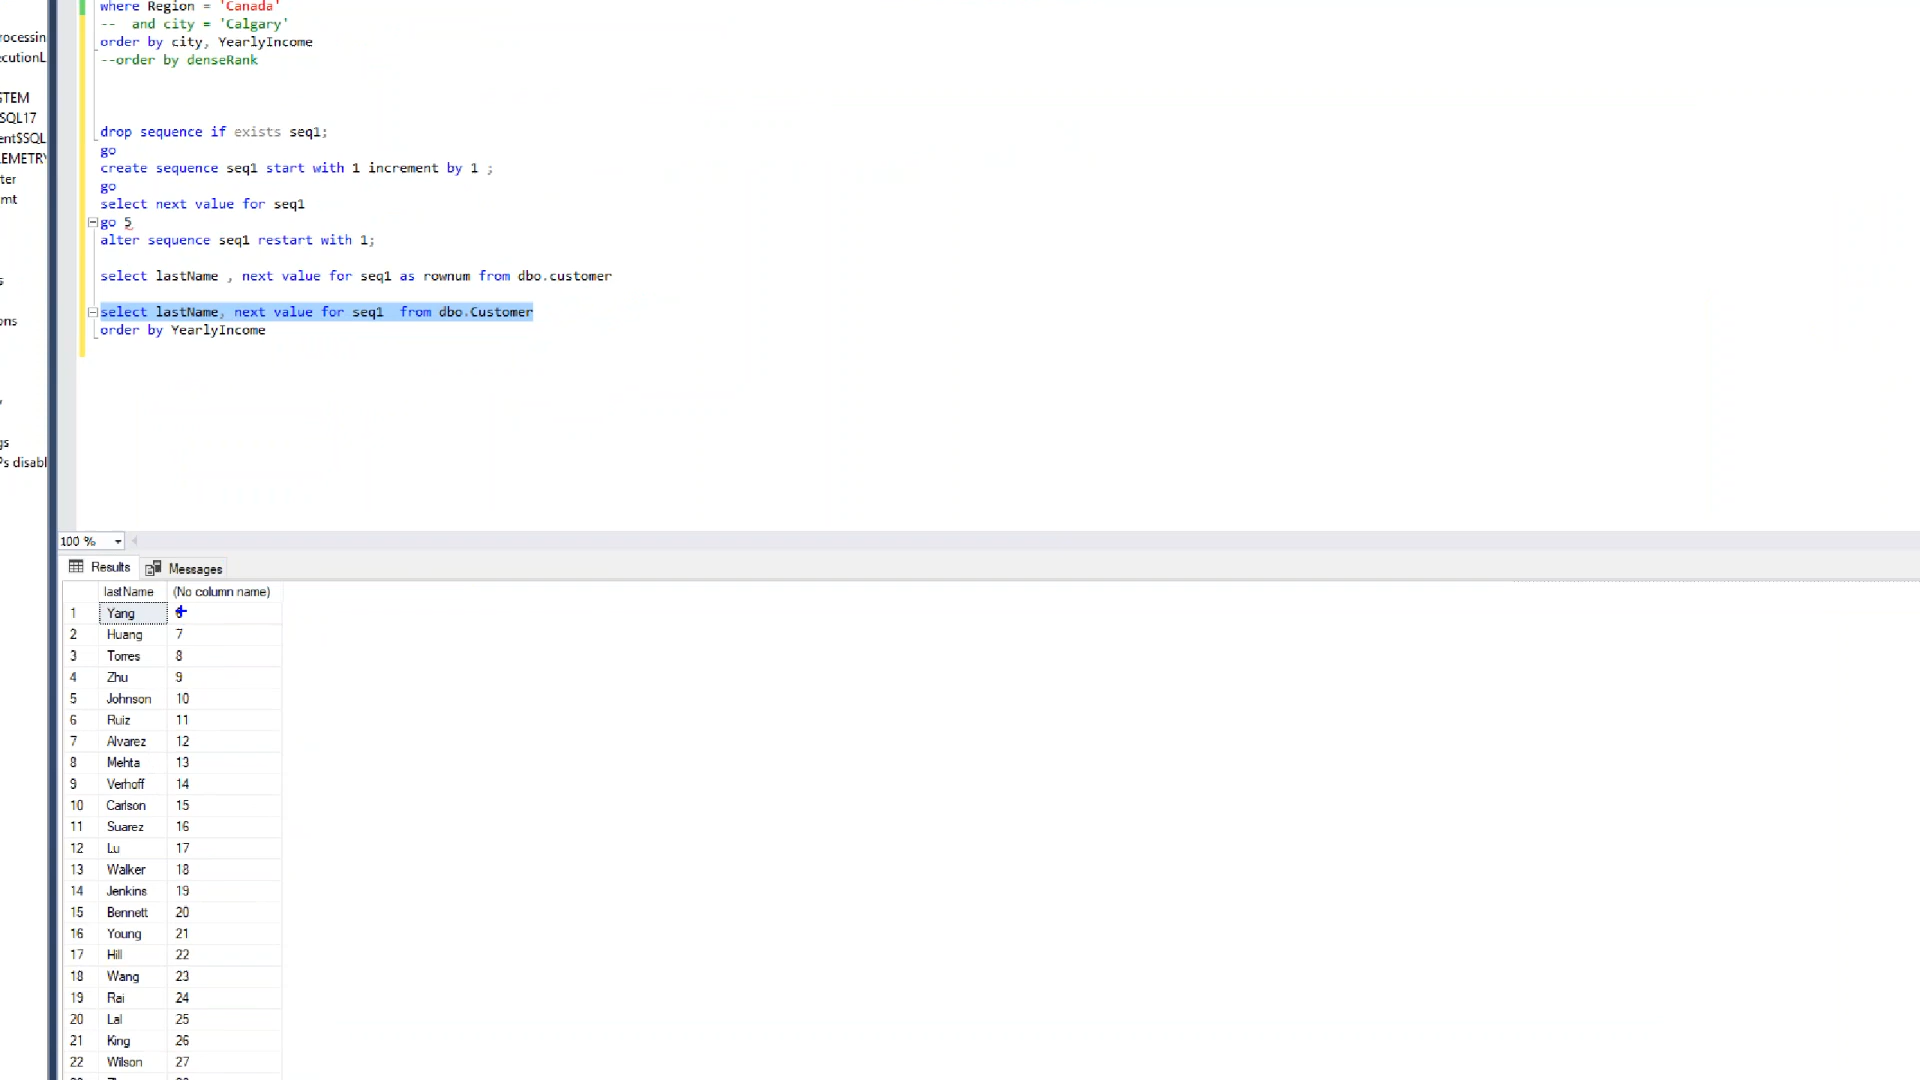 where Region = 'Canada'
--  and city = 'Calgary'
order by city, YearlyIncome
--order by denseRank
drop sequence if exists seq1;
go
create sequence seq1 start with 1 increment by 1 ;
go
select next value for seq1
go 5
alter sequence seq1 restart with 1;
select lastName , next value for seq1 as rownum from dbo.customer
select lastName, next value for seq1  from dbo.Customer
order by YearlyIncome
rocessin
ecutionL
STEM
SQL17
ent$SQL
LEMETRY
ter
mt
s
ons
gs
P's disabl
100 %
Results Messages
lastName (No column name)
1 Yang
2 Huang 7
3 Torres 8
4 Zhu 9
5 Johnson 10
6 Ruiz 11
7 Alvarez 12
8 Mehta 13
9 Verhoff 14
10 Carlson 15
11 Suarez 16
12 Lu 17
13 Walker 18
14 Jenkins 19
15 Bennett 20
16 Young 21
17 Hill 22
18 Wang 23
19 Rai 24
20 Lal 25
21 King 26
22 Wilson 27